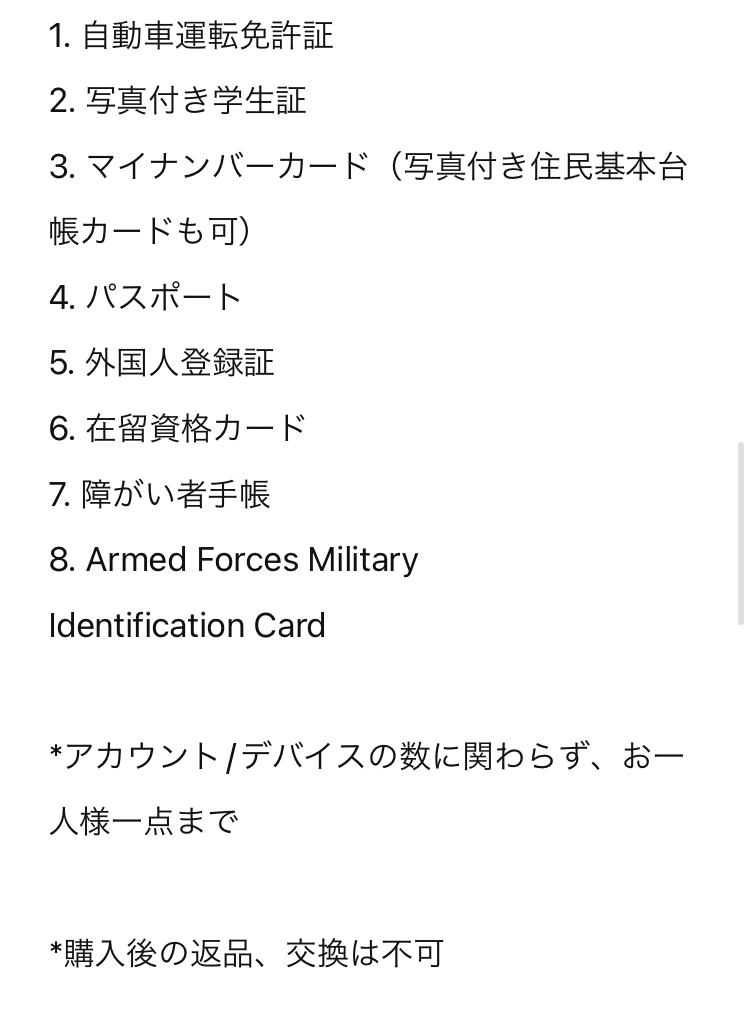 1. 自動車運転免許証
2. 写真付き学生証
3. マイナンバーカード（写真付き住民基本台
帳カードも可）
4. パスポート
5. 外国人登録証
6. 在留資格カード
7. 障がい者手帳
8. Armed Forces Military
Identification Card
*アカウント/デバイスの数に関わらず、お一
人様一点まで
*購入後の返品、交換は不可